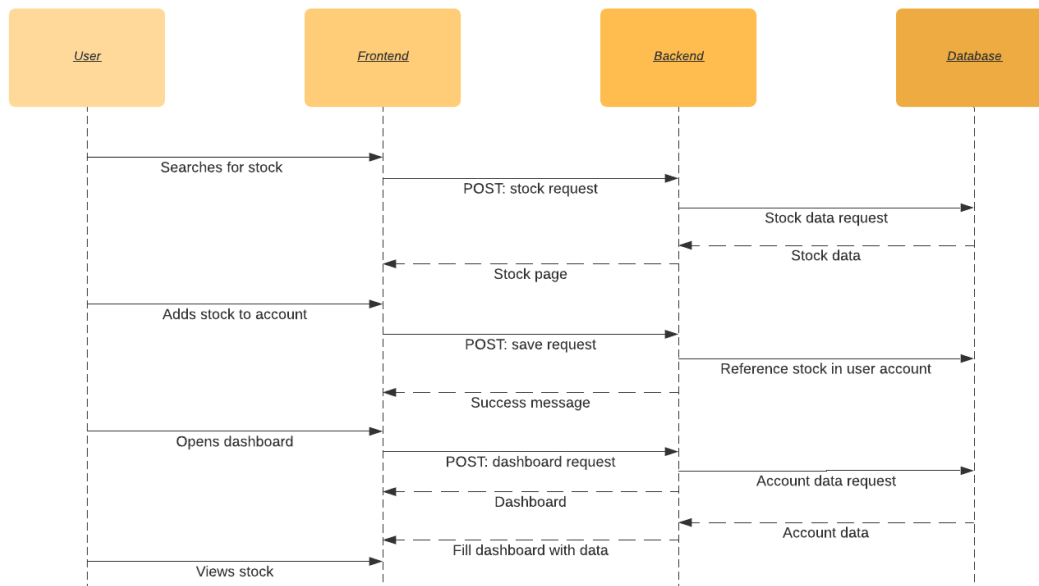 User
Frontend
Backend
Database
Searches for stock
POST: stock request
Stock data request
Stock data
Stock page
Adds stock to account
POST: save request
Reference stock in user account
Success message
Opens dashboard
POST: dashboard request
Account data request
Dashboard
Account data
Fill dashboard with data
Views stock